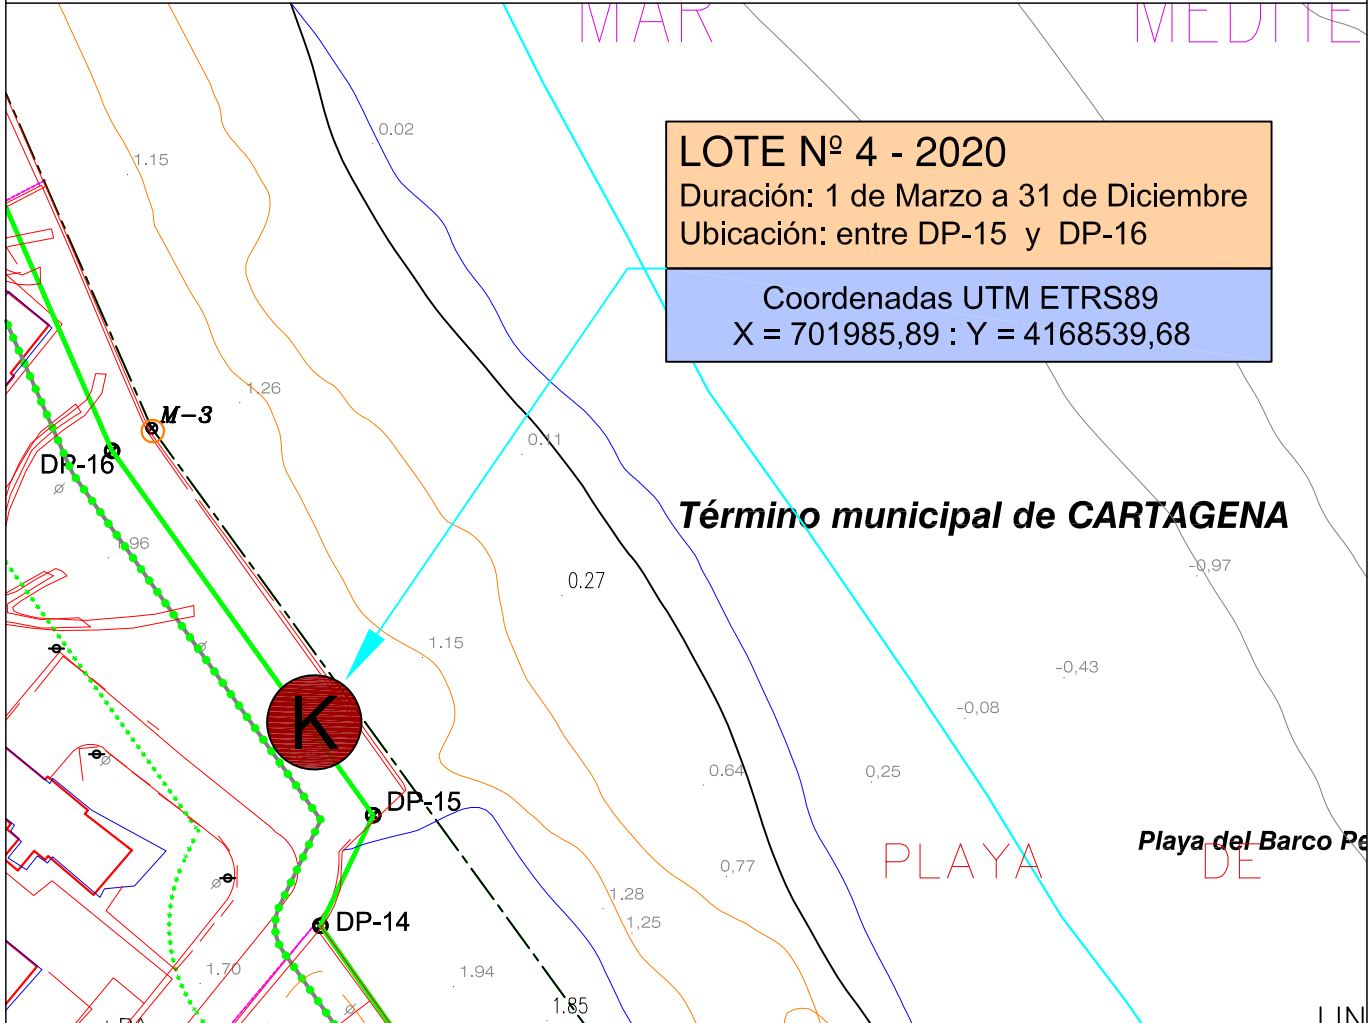 MAR
0.02
1.15
LOTE Nº 4 - 2020
Duración: 1 de Marzo a 31 de Diciembre
Ubicación: entre DP-15 y DP-16
Coordenadas UTM ETRS89
X = 701985,89 : Y = 4168539,68
1.26
M-3
DP-16
0.11
Término municipal de CARTAGENA
1.96
-0,97
0.27
1.15
-0,43
-0,08
K
0.64
0,25
DP-15
Playa del Barco
PLAYA DE
0,77
1.28
DP-14
1,25
1.70
1.94
1.85